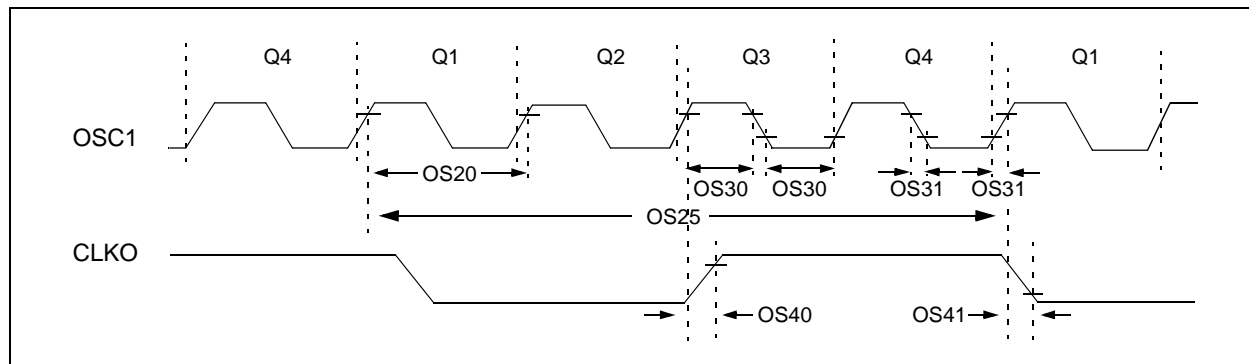 Q4 Q1 Q2 Q3 Q4 Q1
OSC1
OS20 OS30 OS30 OS31 OS31
OS25
CLKO
OS40 OS41